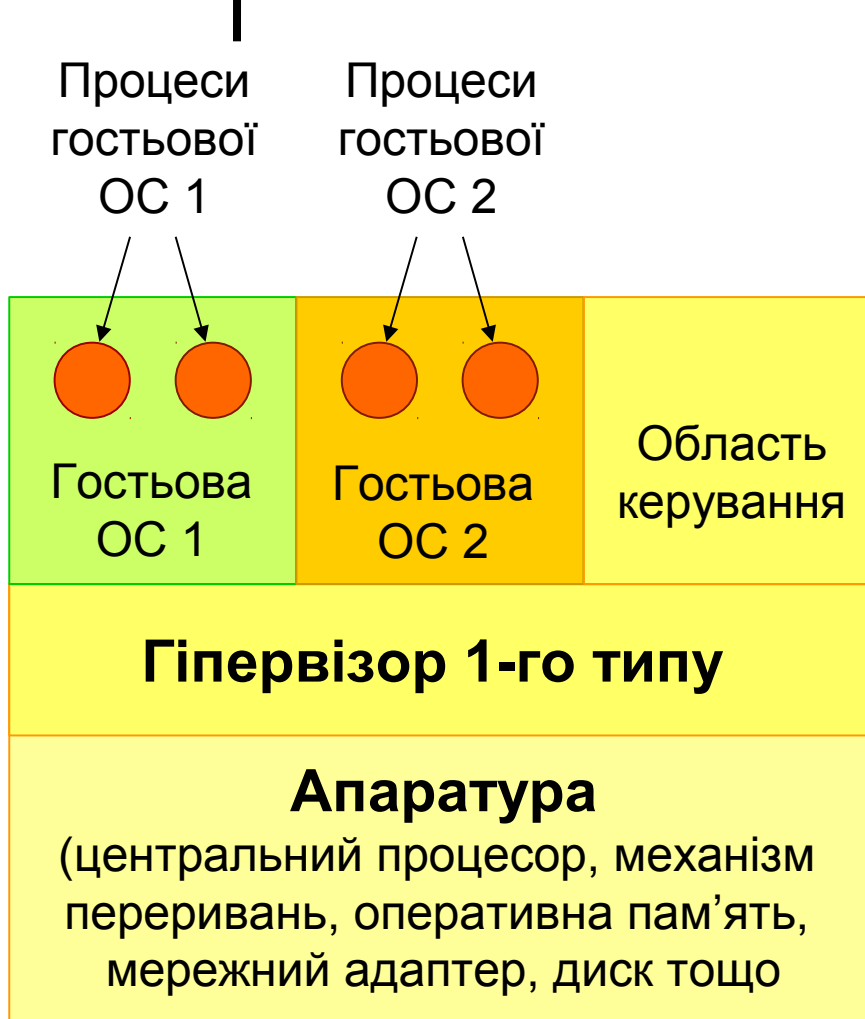 Процеси
гостьової
ОС 1
Процеси
гостьової
ОС 2
Гостьова
ОС 1
Гостьова
ОС 2
Область
керування
Гіпервізор 1-го типу
Апаратура
(центральний процесор, механізм
переривань, оперативна пам’ять,
мережний адаптер, диск тощо